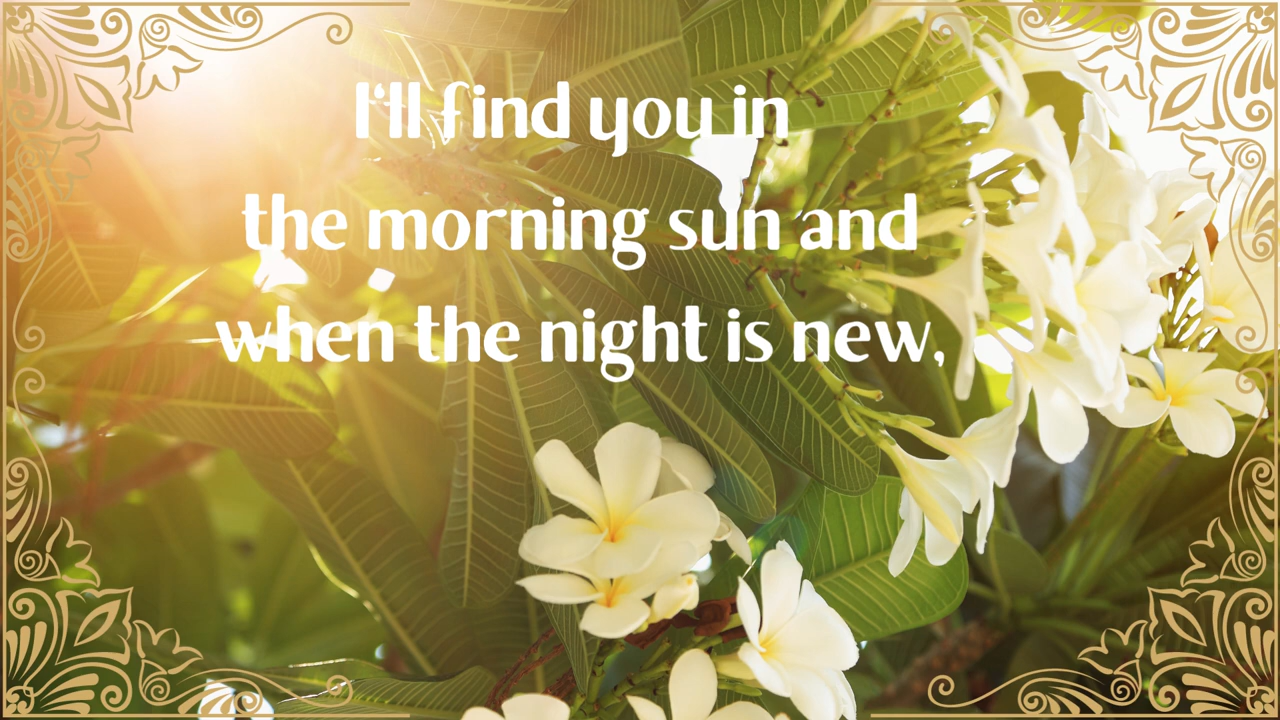 I'll find you in
the morning sun and
when the night is new,